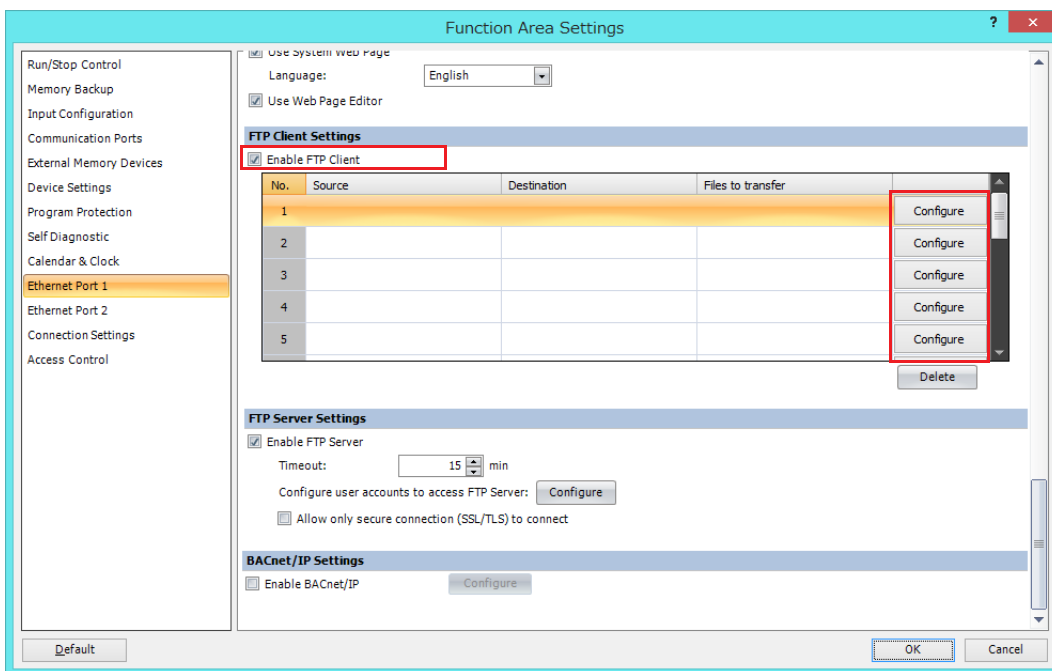 Function Area Settings
?
Run/Stop Control
Memory Backup
Input Configuration
Communication Ports
External Memory Devices
Device Settings
Program Protection
Self Diagnostic
Calendar & Clock
Ethernet Port 1
Ethernet Port 2
Connection Settings
Access Control
Use System Web Page
Language: English
Use Web Page Editor
FTP Client Settings
Enable FTP Client
No. Source Destination Files to transfer
1 Configure
2 Configure
3 Configure
4 Configure
5 Configure
Delete
FTP Server Settings
Enable FTP Server
Timeout: 15 min
Configure user accounts to access FTP Server: Configure
Allow only secure connection (SSL/TLS) to connect
BACnet/IP Settings
Enable BACnet/IP Configure
Default OK Cancel